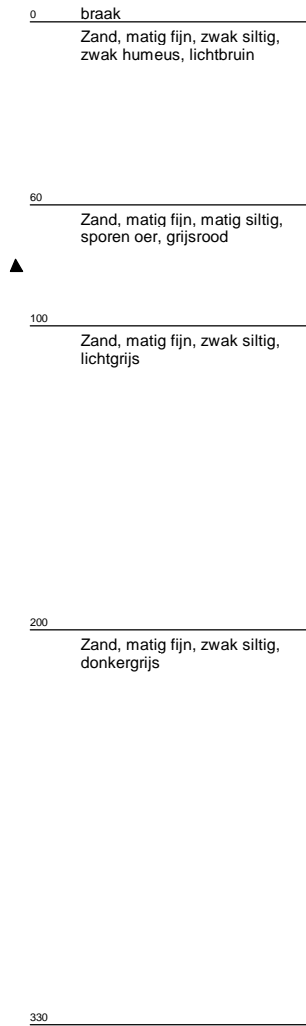 0 braak
Zand, matig fijn, zwak siltig,
zwak humeus, lichtbruin
60
Zand, matig fijn, matig siltig,
sporen oer, grijsrood
100
Zand, matig fijn, zwak siltig,
lichtgrijs
200
Zand, matig fijn, zwak siltig,
donkergrijs
330